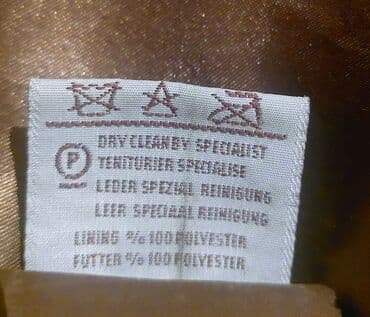 DRY CLEAN BY SPECIALIST
P
TENITURIER SPECIALISE
LEDER SPEZIAL REINIGUNG
LEER SPECIAAL REINIGUNG
LINING % 100 POLYESTER
FUTTER % 100 POLYESTER